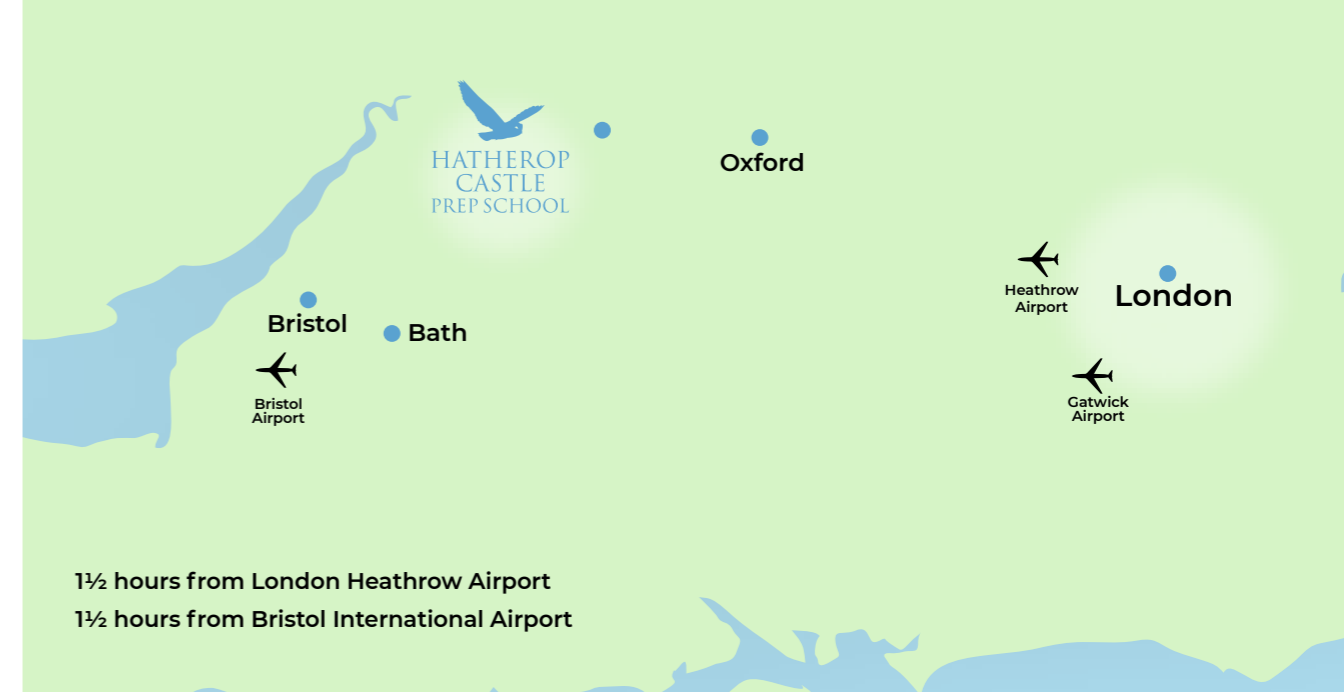 HATHEROP
CASTLE
PREP SCHOOL
Oxford
Heathrow
Airport
London
Bristol
Bath
Bristol
Airport
Gatwick
Airport
1½ hours from London Heathrow Airport
1½ hours from Bristol International Airport